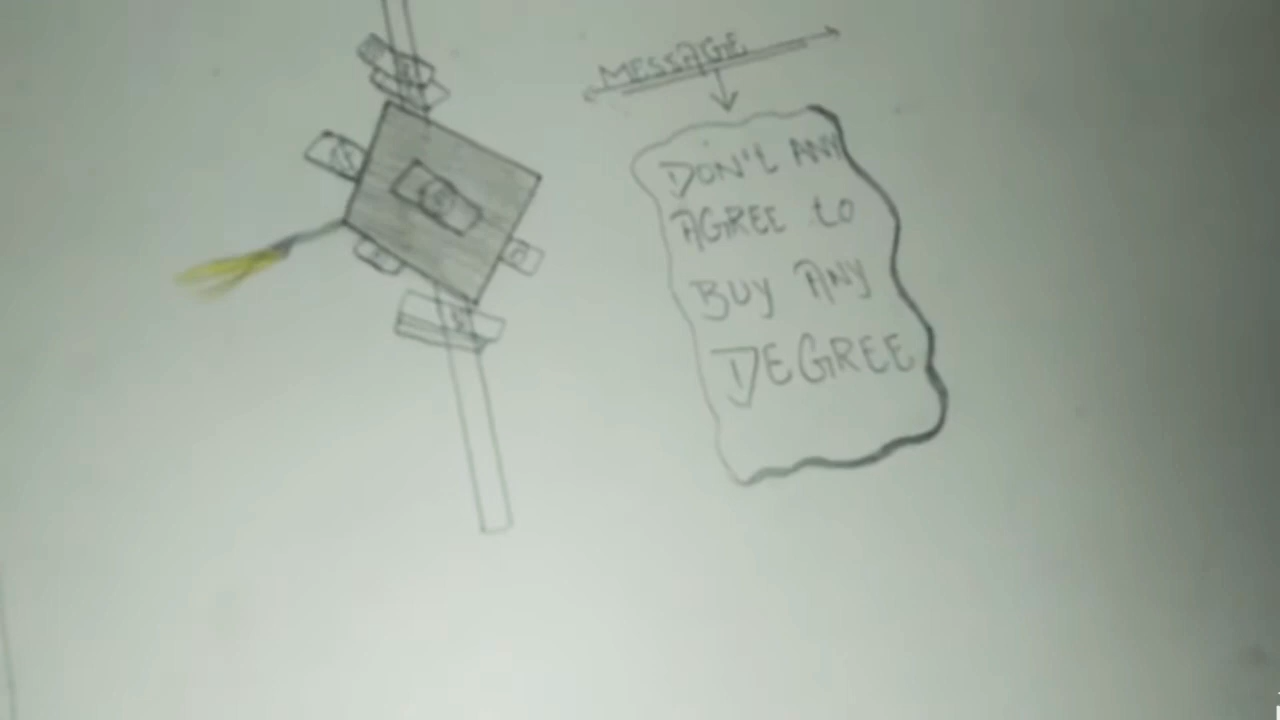 MESSAGE
DON't ANY
AGREE to
BUY ANY
DEGREE